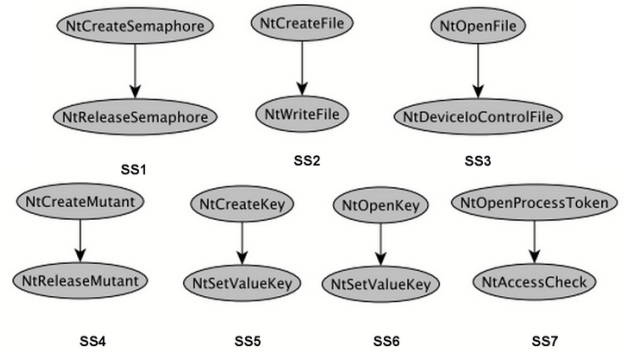 NtCreateSemaphore NtCreateFile NtOpenFile
NtReleaseSemaphore NtWriteFile NtDeviceIoControlFile
SS1 SS2 SS3
NtCreateMutant NtCreateKey NtOpenKey NtOpenProcessToken
NtReleaseMutant NtSetValueKey NtSetValueKey NtAccessCheck
SS4 SS5 SS6 SS7